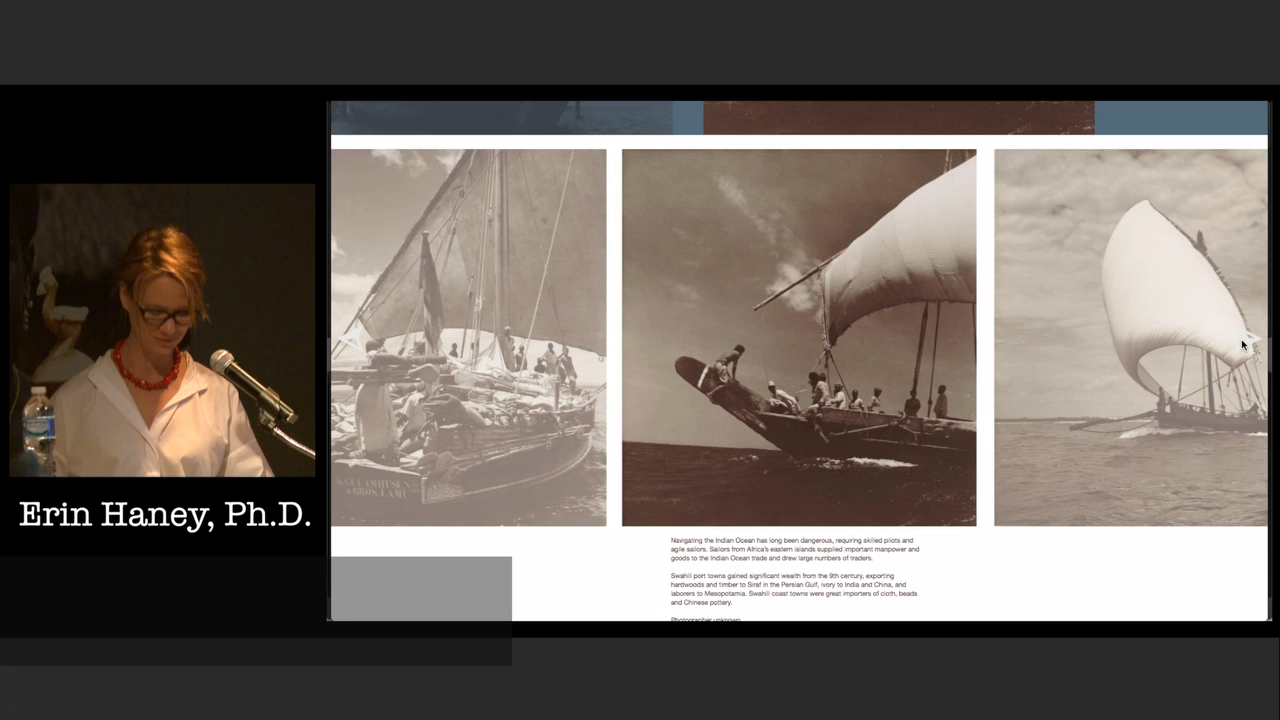 Erin Haney, Ph.D.
Navigating the Indian Ocean has long been dangerous, requiring skilled pilots and
agile sailors. Sailors from Africa's eastern islands supplied important manpower and
goods to the Indian Ocean trade and drew large numbers of traders.
Swahili port towns gained significant wealth from the 9th century, exporting
hardwoods and timber to Siraf in the Persian Gulf, ivory to India and China, and
laborers to Mesopotamia. Swahili coast towns were great importers of cloth, beads
and Chinese pottery.
Photographer unknown